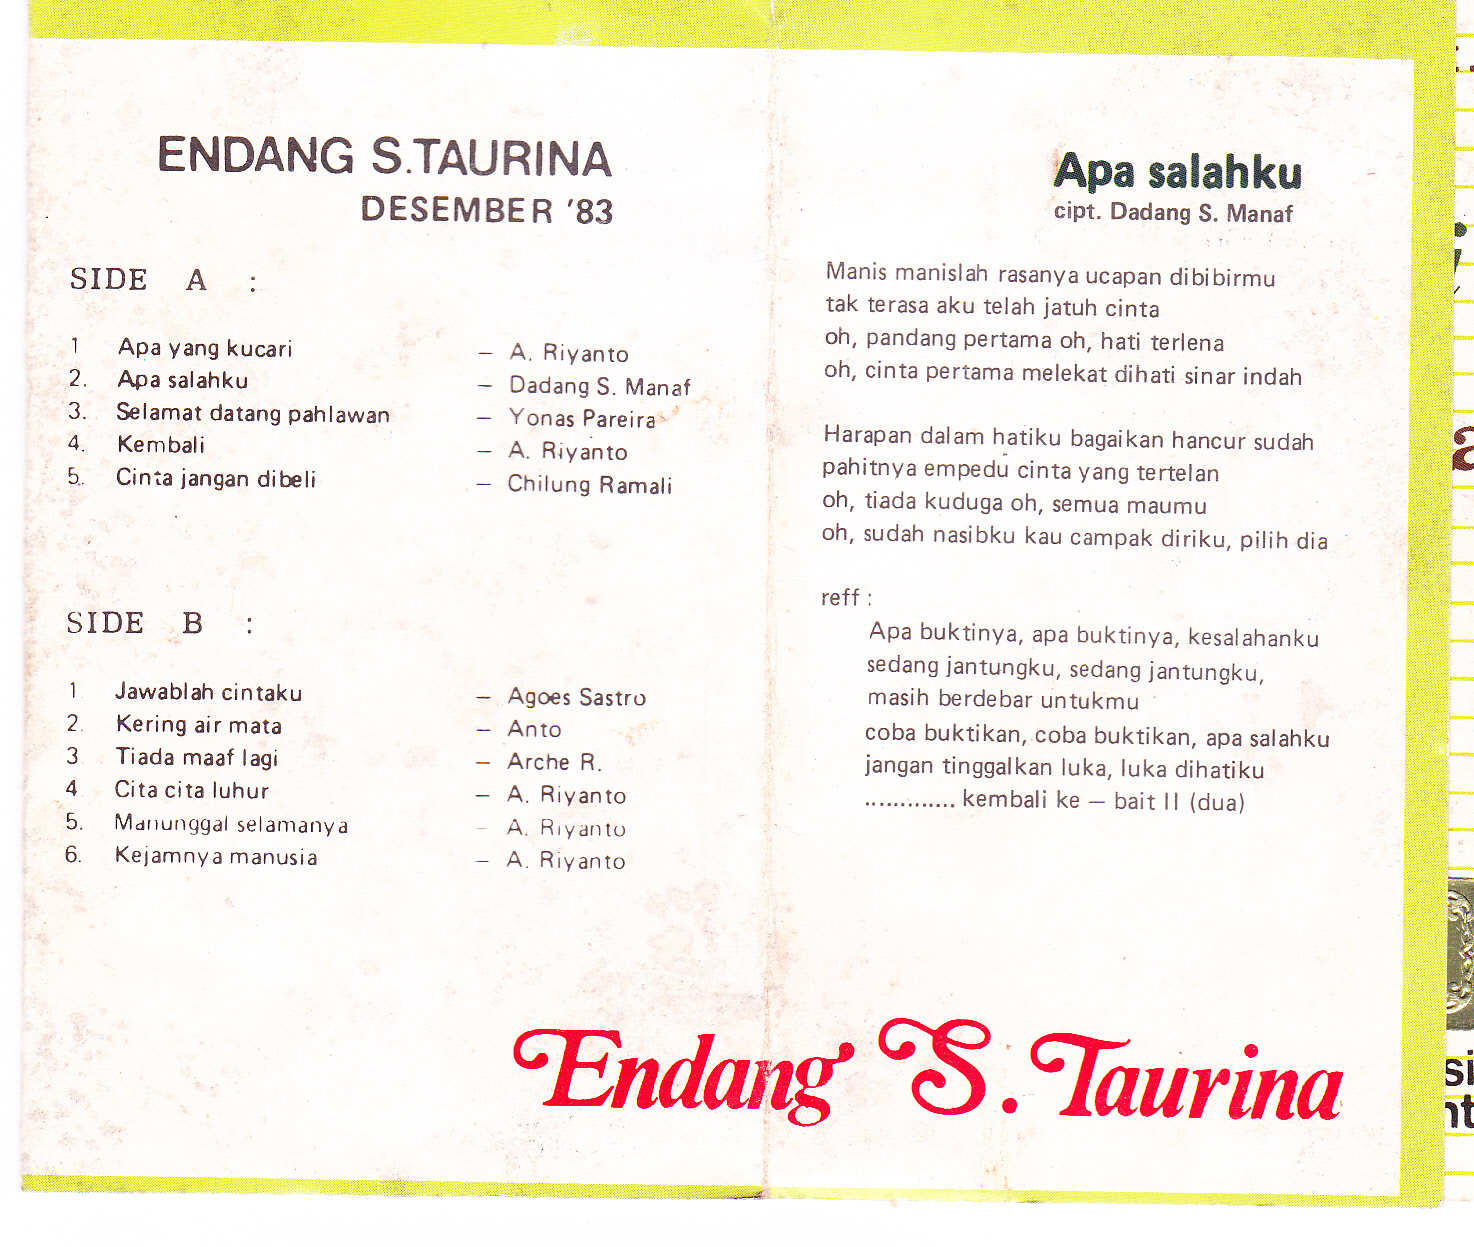 ENDANG S.TAURINA
DESEMBER '83
SIDE A :
1 Apa yang kucari – A. Riyanto
2. Apa salahku – Dadang S. Manaf
3. Selamat datang pahlawan – Yonas Pareira
4. Kembali – A. Riyanto
5. Cinta jangan dibeli – Chilung Ramali
SIDE B :
1 Jawablah cintaku – Agoes Sastro
2. Kering air mata – Anto
3 Tiada maaf lagi – Arche R.
4 Cita cita luhur – A. Riyanto
5. Manunggal selamanya – A. Riyanto
6. Kejamnya manusia – A. Riyanto
Apa salahku
cipt. Dadang S. Manaf
Manis manislah rasanya ucapan dibibirmu
tak terasa aku telah jatuh cinta
oh, pandang pertama oh, hati terlena
oh, cinta pertama melekat dihati sinar indah
Harapan dalam hatiku bagaikan hancur sudah
pahitnya empedu cinta yang tertelan
oh, tiada kuduga oh, semua maumu
oh, sudah nasibku kau campak diriku, pilih dia
reff :
Apa buktinya, apa buktinya, kesalahanku
sedang jantungku, sedang jantungku,
masih berdebar untukmu
coba buktikan, coba buktikan, apa salahku
jangan tinggalkan luka, luka dihatiku
............. kembali ke – bait II (dua)
Endang S. Taurina